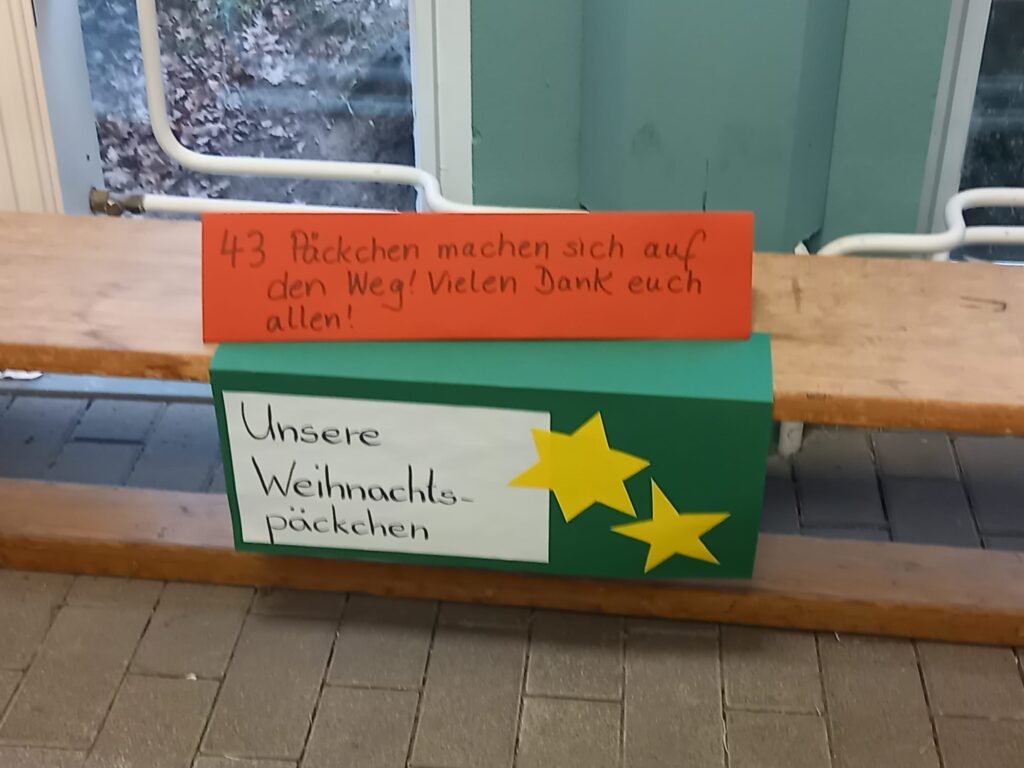 43 Päckchen machen sich auf
den Weg! Vielen Dank euch
allen!
Unsere
Weihnachts-
päckchen